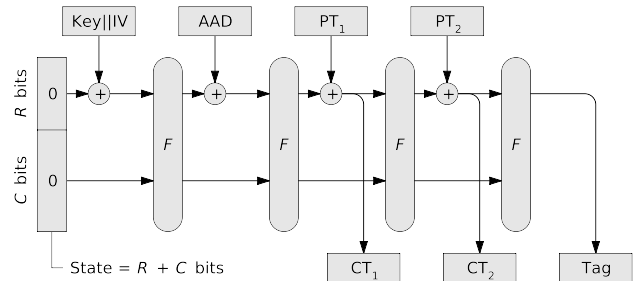 Key||IV
AAD
PT1
PT2
R bits
0
+
+
+
+
F
F
F
F
C bits
0
State = R + C bits
CT1
CT2
Tag